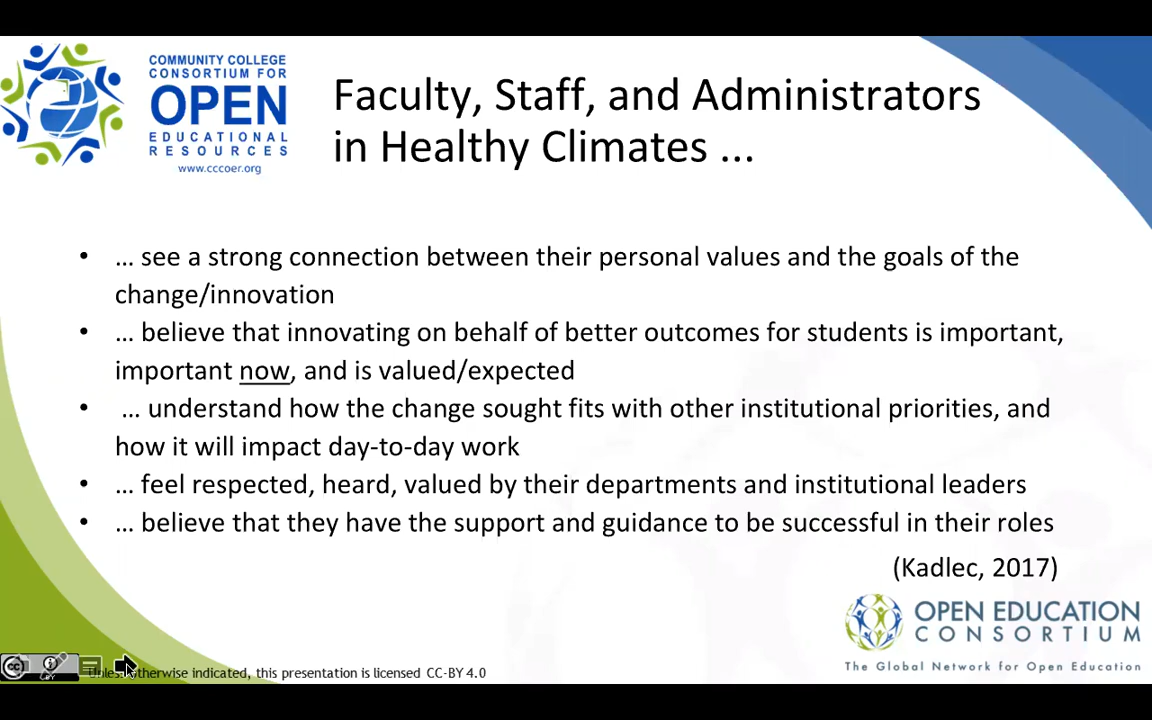 COMMUNITY COLLEGE
CONSORTIUM FOR
OPEN
EDUCATIONAL
RESOURCES
www.cccoer.org
Faculty, Staff, and Administrators
in Healthy Climates ...
• ... see a strong connection between their personal values and the goals of the
change/innovation
• ... believe that innovating on behalf of better outcomes for students is important,
important now, and is valued/expected
• ... understand how the change sought fits with other institutional priorities, and
how it will impact day-to-day work
• ... feel respected, heard, valued by their departments and institutional leaders
• ... believe that they have the support and guidance to be successful in their roles
(Kadlec, 2017)
OPEN EDUCATION
CONSORTIUM
The Global Network for Open Education
cc
BY
otherwise indicated, this presentation is licensed CC-BY 4.0